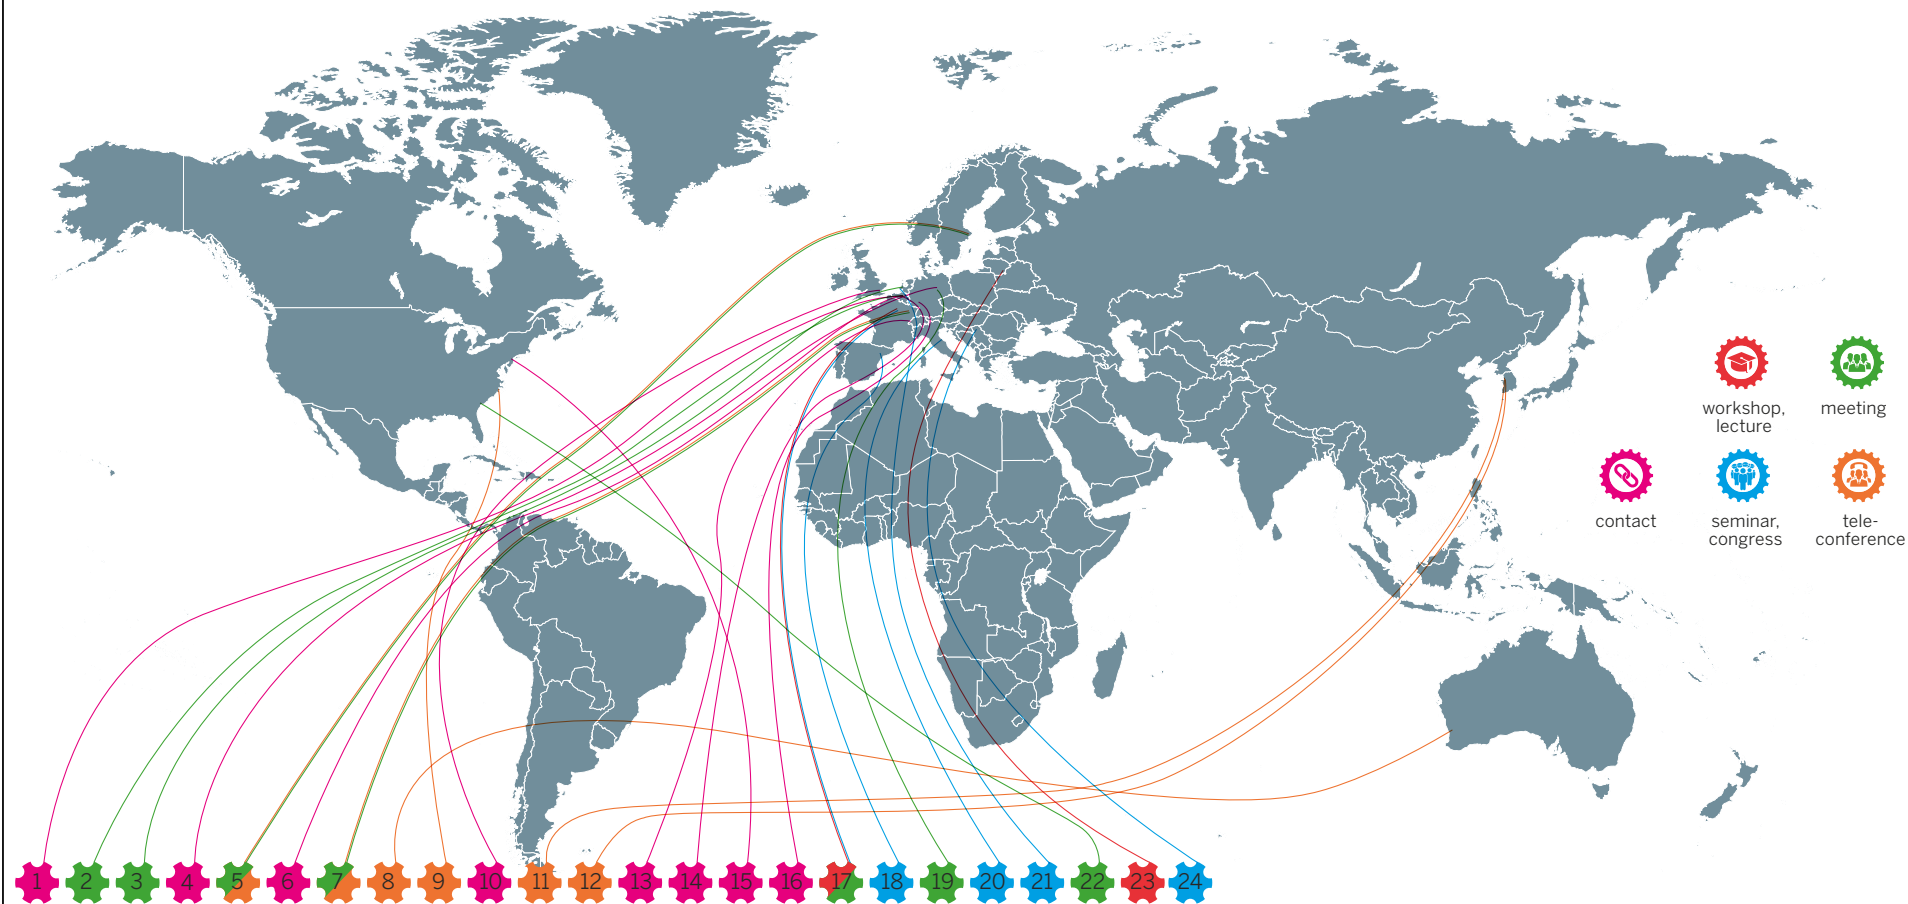 workshop,
lecture
meeting
contact
seminar,
congress
tele-
conference
1 2 3 4 5 6 7 8 9 10 11 12 13 14 15 16 17 18 19 20 21 22 23 24